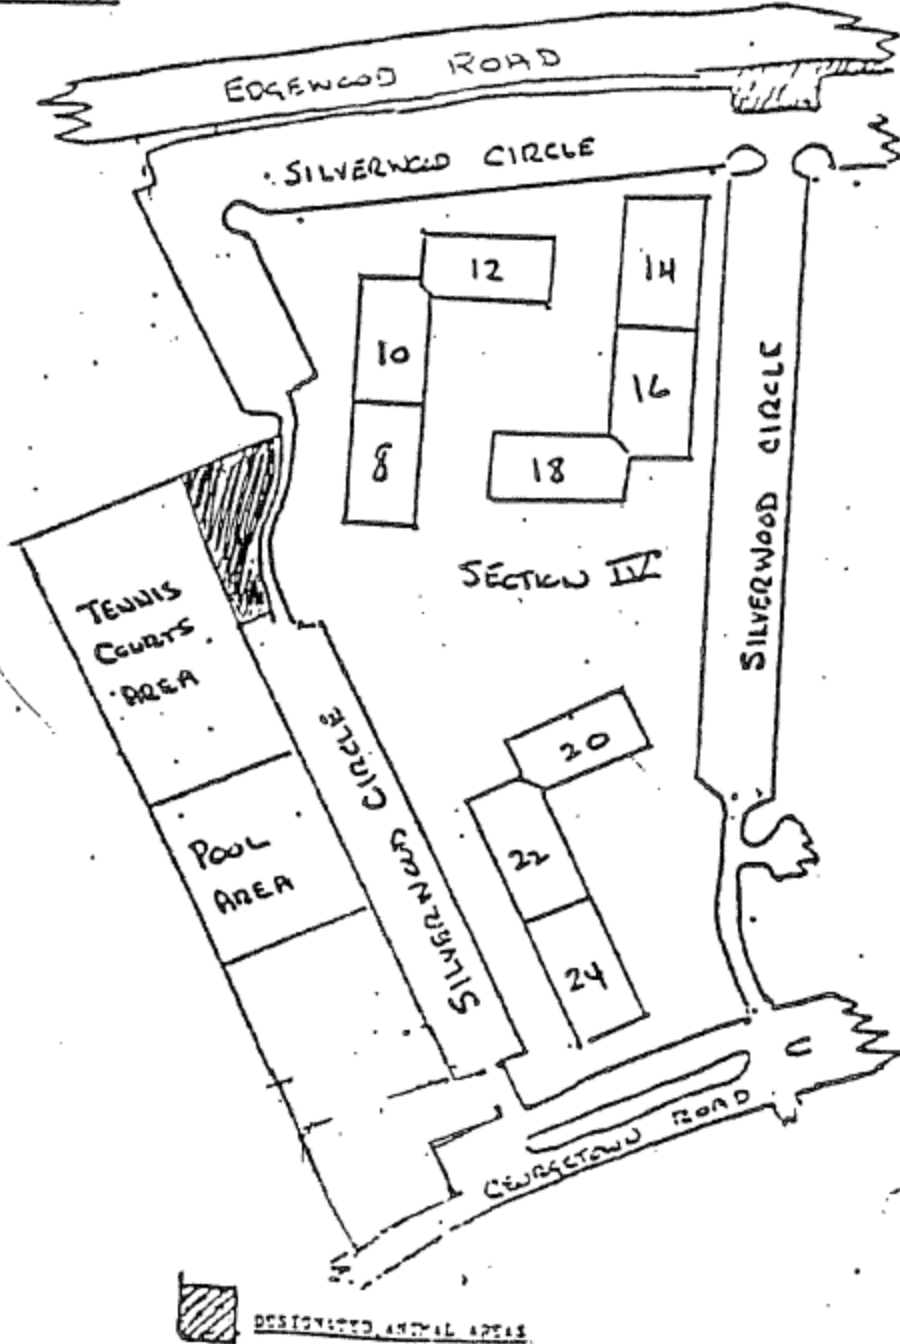 EDGEWOOD ROAD
SILVERWOOD CIRCLE
12
14
10
16
8
18
SILVERWOOD CIRCLE
SECTION IV
TENNIS
COURTS
AREA
20
SILVERWOOD CIRCLE
POOL
AREA
22
24
GEORGETOWN ROAD
DESIGNATED ANIMAL AREAS